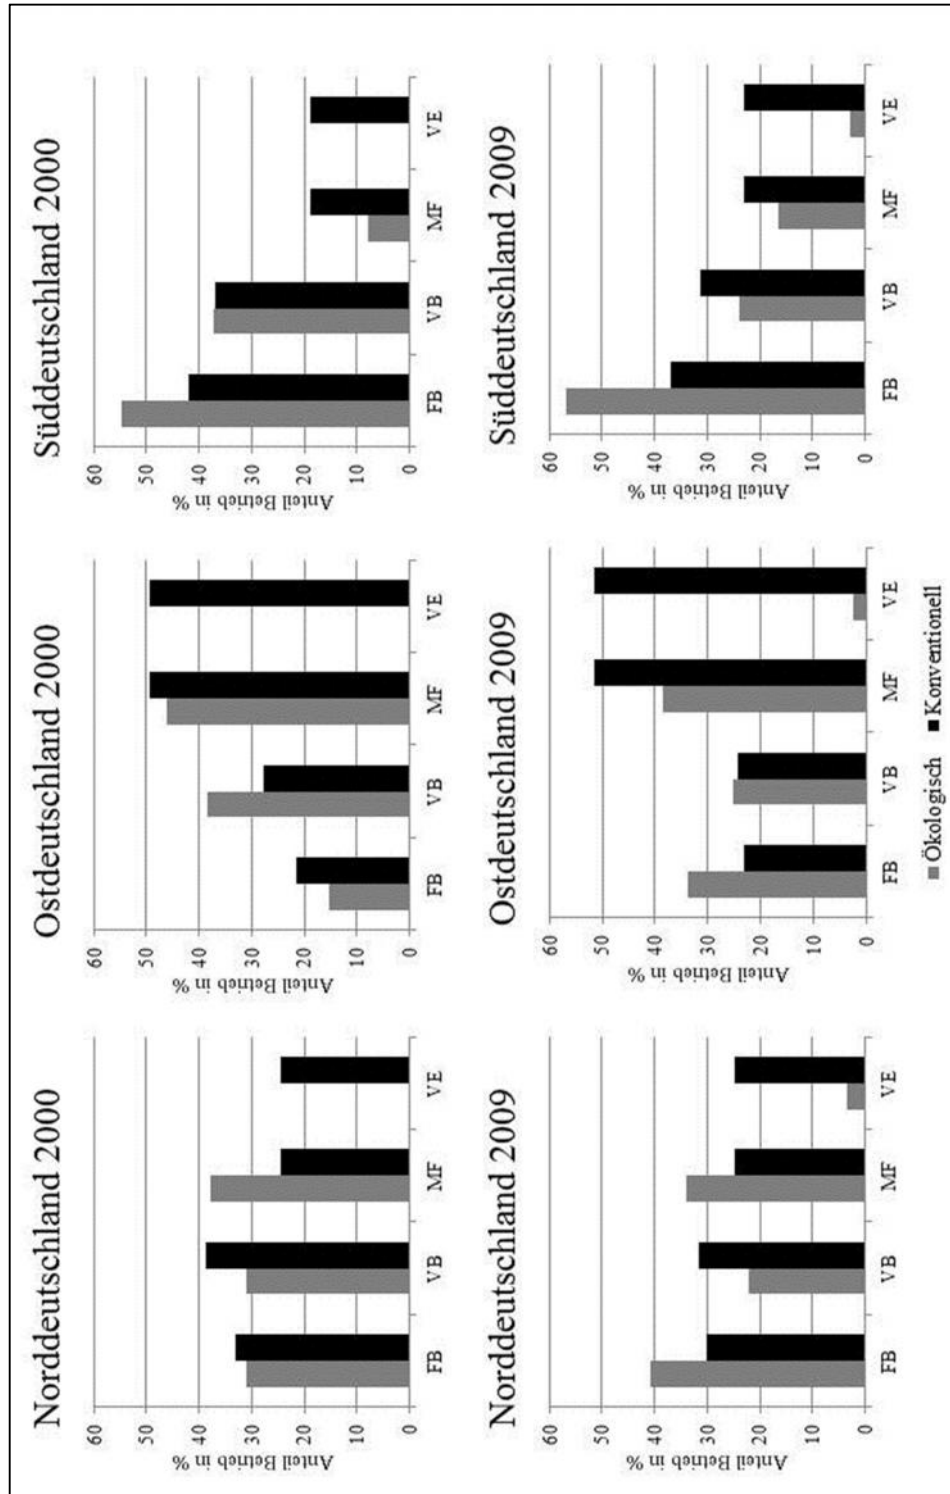 Norddeutschland 2000
Anteil Betrieb in %
60
50
40
30
20
10
0
FB VB MF VE
Ostdeutschland 2000
Anteil Betrieb in %
60
50
40
30
20
10
0
FB VB MF VE
Süddeutschland 2000
Anteil Betrieb in %
60
50
40
30
20
10
0
FB VB MF VE
Norddeutschland 2009
Anteil Betrieb in %
60
50
40
30
20
10
0
FB VB MF VE
Ostdeutschland 2009
Anteil Betrieb in %
60
50
40
30
20
10
0
FB VB MF VE
Süddeutschland 2009
Anteil Betrieb in %
60
50
40
30
20
10
0
FB VB MF VE
Ökologisch Konventionell